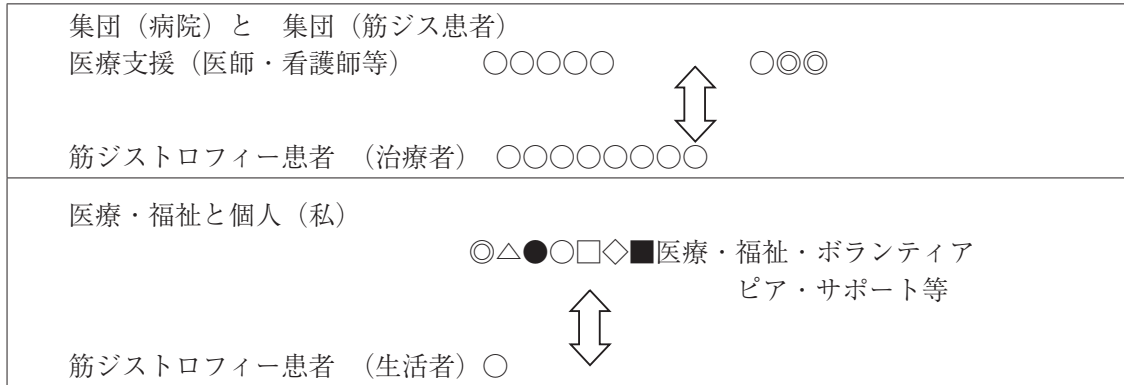 集団（病院）と 集団（筋ジス患者）
医療支援（医師・看護師等） ○○○○○ ○◎◎
筋ジストロフィー患者 （治療者） ○○○○○○○○
医療・福祉と個人（私）
◎△●○□◇■医療・福祉・ボランティア
ピア・サポート等
筋ジストロフィー患者 （生活者）○